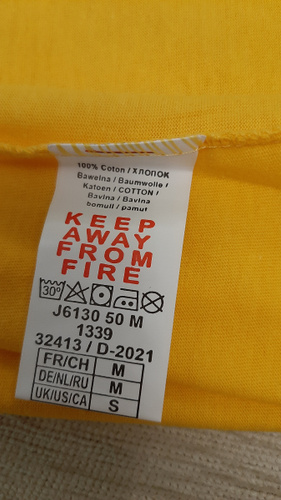 100% Coton / ХЛОПОК
Bawełna / Baumwolle /
Katoen / COTTON /
Bavlna / Bavlna
bomuli / pamut
KEEP
AWAY
FROM
FIRE
30°
J6130 50 M
1339
32413 / D-2021
FR/CH M
DE/NL/RU M
UK/US/CA S